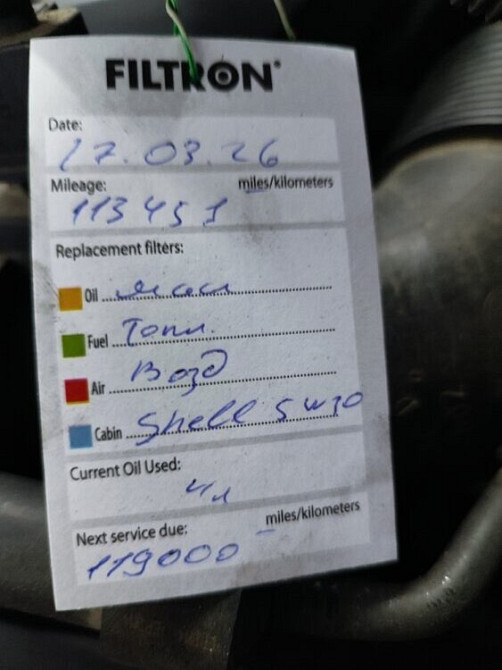 FILTRON®
Date:
17.03.26
Mileage: miles/kilometers
113451
Replacement filters:
Oil масл
Fuel Топл.
Air Возд
Cabin Shell 5w30
Current Oil Used:
4л
Next service due: miles/kilometers
119000